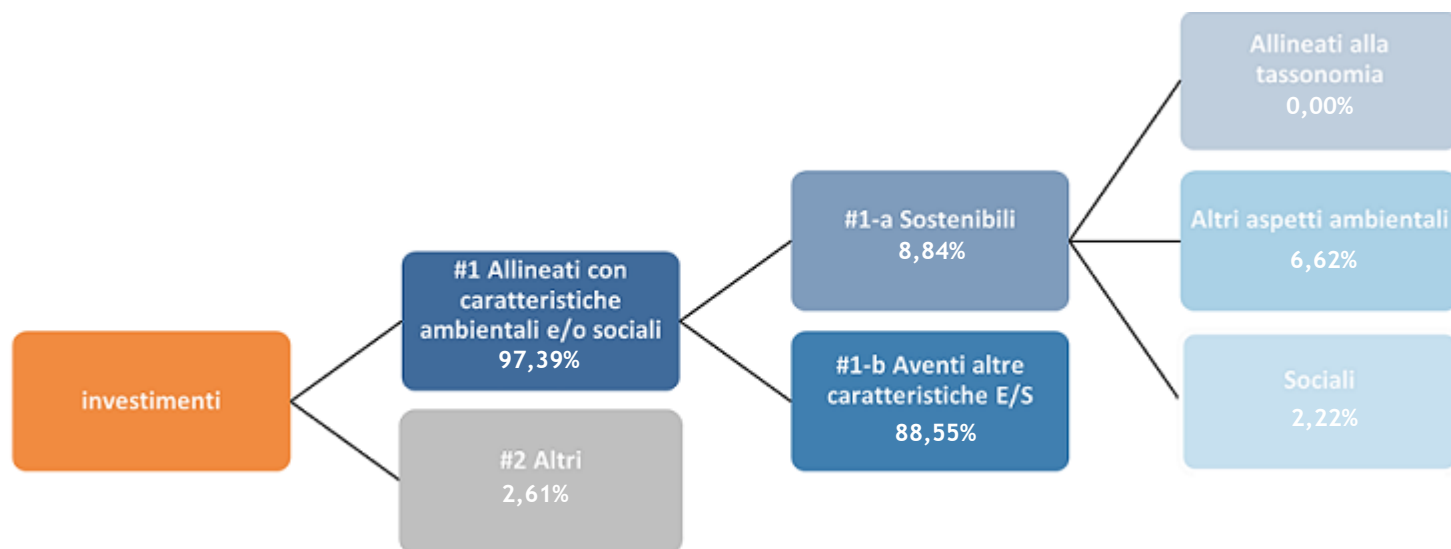 investimenti
#1 Allineati con
caratteristiche
ambientali e/o sociali
97,39%
#2 Altri
2,61%
#1-a Sostenibili
8,84%
#1-b Aventi altre
caratteristiche E/S
88,55%
Allineati alla
tassonomia
0,00%
Altri aspetti ambientali
6,62%
Sociali
2,22%